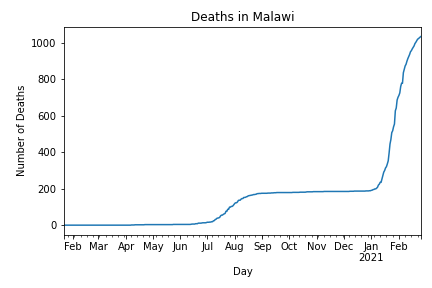 Deaths in Malawi
1000
800
600
400
200
0
Number of Deaths
Feb Mar Apr May Jun Jul Aug Sep Oct Nov Dec Jan Feb
2021
Day